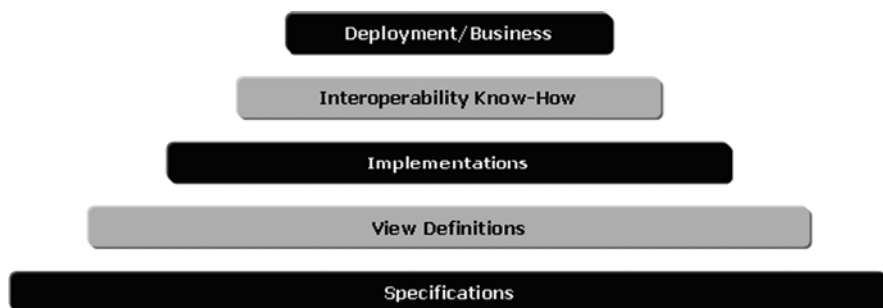 Deployment/Business
Interoperability Know-How
Implementations
View Definitions
Specifications